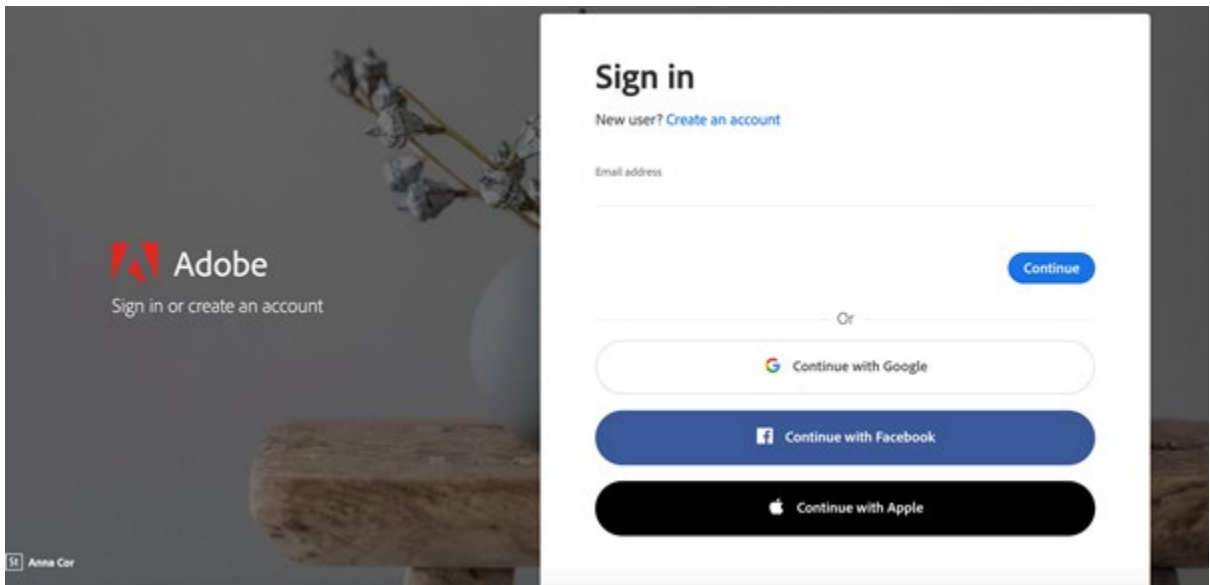 Sign in
New user? Create an account
Email address
Continue
Or
Continue with Google
Continue with Facebook
Continue with Apple
Adobe
Sign in or create an account
St Anna Cor